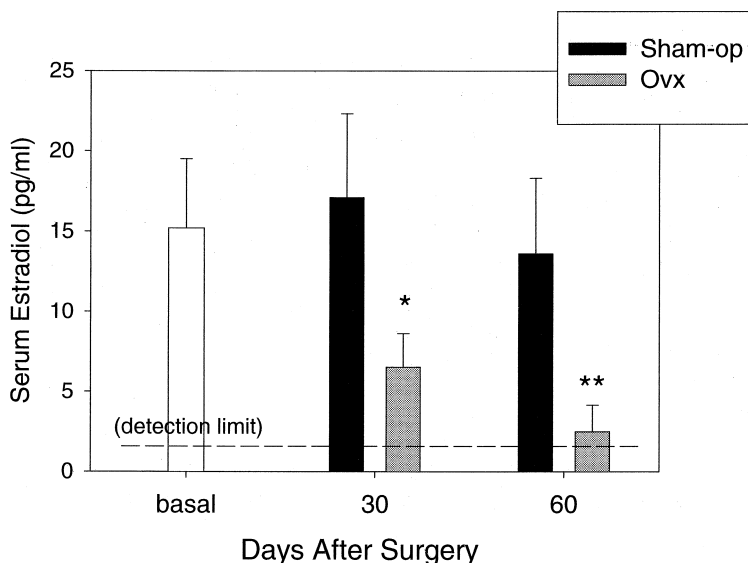 Sham-op
Ovx
Serum Estradiol (pg/ml)
25
20
15
10
5
0
*
**
(detection limit)
basal
30
60
Days After Surgery